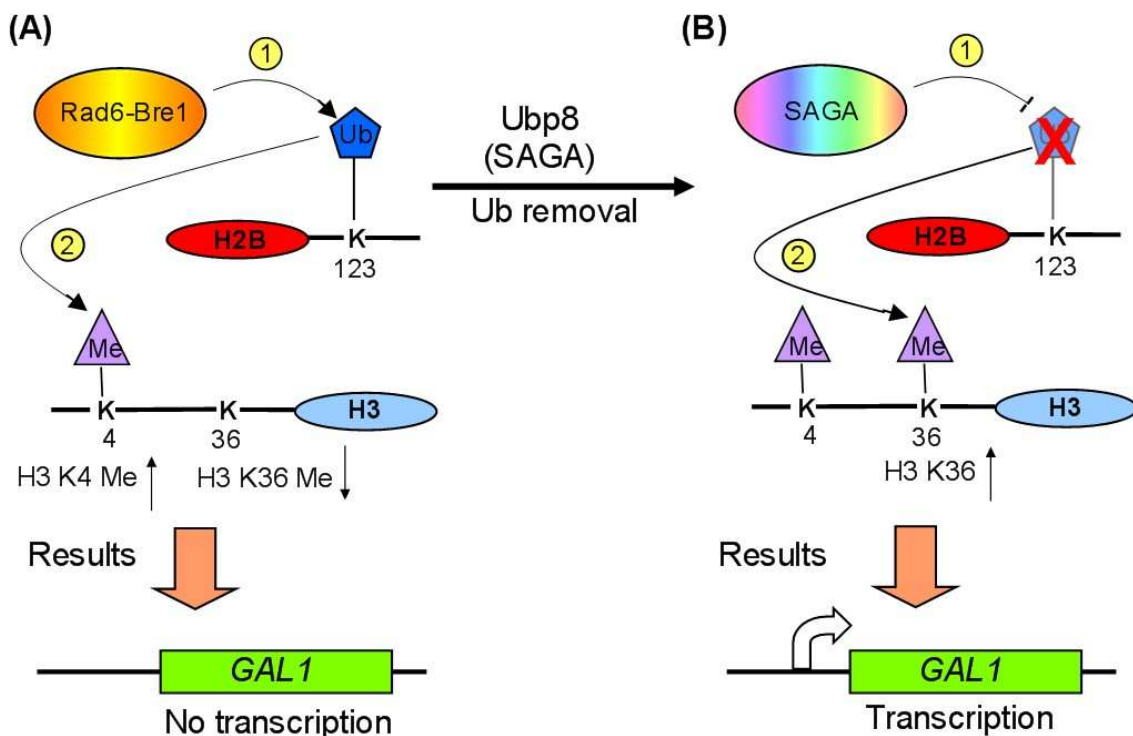 (A)
1
Rad6-Bre1
Ub
H2B
K
123
2
Me
K
K
H3
4
36
H3 K4 Me
H3 K36 Me
Results
GAL1
No transcription
Ubp8
(SAGA)
Ub removal
(B)
1
SAGA
Ub
X
H2B
K
123
2
Me
Me
K
K
H3
4
36
H3 K36
Results
GAL1
Transcription